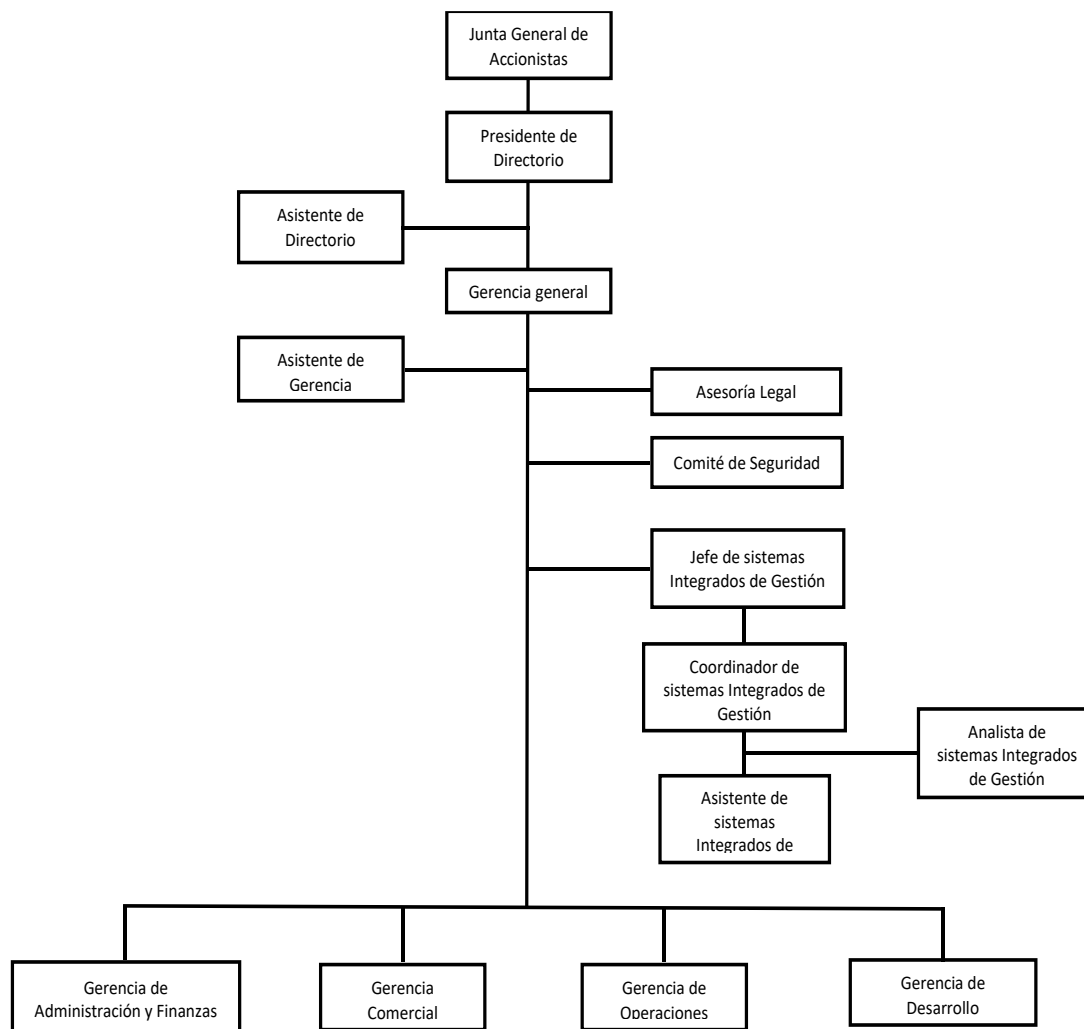 Junta General de
Accionistas
Presidente de
Directorio
Asistente de
Directorio
Gerencia general
Asistente de
Gerencia
Asesoría Legal
Comité de Seguridad
Jefe de sistemas
Integrados de Gestión
Coordinador de
sistemas Integrados de
Gestión
Analista de
sistemas Integrados
de Gestión
Asistente de
sistemas
Integrados de
Gerencia de
Administración y Finanzas
Gerencia
Comercial
Gerencia de
Operaciones
Gerencia de
Desarrollo